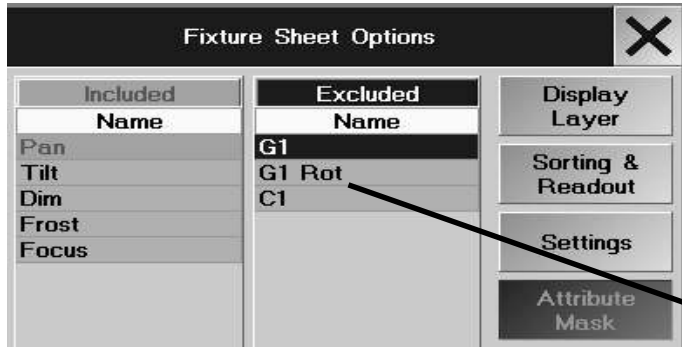 Fixture Sheet Options
Included
Name
Pan
Tilt
Dim
Frost
Focus
Excluded
Name
G1
G1 Rot
C1
Display
Layer
Sorting &
Readout
Settings
Attribute
Mask